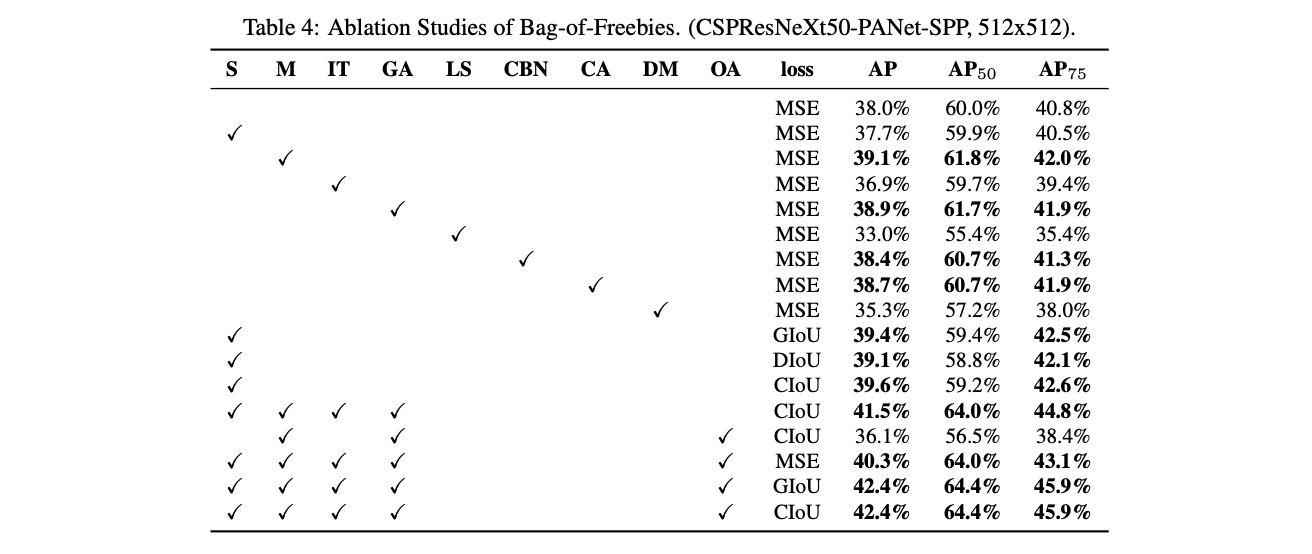 Table 4: Ablation Studies of Bag-of-Freebies. (CSPResNeXt50-PANet-SPP, 512x512).
S M IT GA LS CBN CA DM OA loss AP AP50 AP75
MSE 38.0% 60.0% 40.8%
✓ MSE 37.7% 59.9% 40.5%
✓ MSE 39.1% 61.8% 42.0%
✓ MSE 36.9% 59.7% 39.4%
✓ MSE 38.9% 61.7% 41.9%
✓ MSE 33.0% 55.4% 35.4%
✓ MSE 38.4% 60.7% 41.3%
✓ MSE 38.7% 60.7% 41.9%
✓ MSE 35.3% 57.2% 38.0%
✓ GIoU 39.4% 59.4% 42.5%
✓ DIoU 39.1% 58.8% 42.1%
✓ CIoU 39.6% 59.2% 42.6%
✓ ✓ ✓ ✓ CIoU 41.5% 64.0% 44.8%
✓ ✓ ✓ CIoU 36.1% 56.5% 38.4%
✓ ✓ ✓ ✓ ✓ MSE 40.3% 64.0% 43.1%
✓ ✓ ✓ ✓ ✓ GIoU 42.4% 64.4% 45.9%
✓ ✓ ✓ ✓ ✓ CIoU 42.4% 64.4% 45.9%